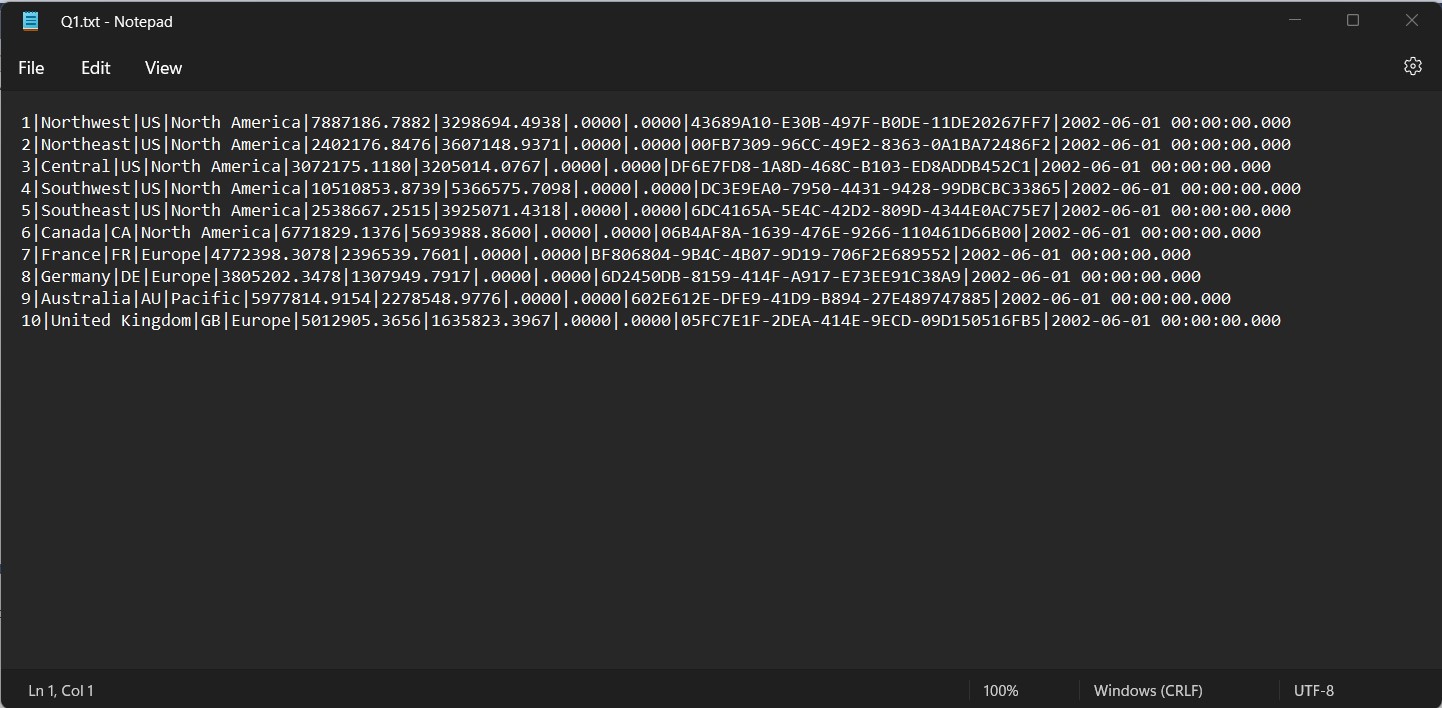 Q1.txt - Notepad
File Edit View
1|Northwest|US|North America|7887186.7882|3298694.4938|.0000|.0000|43689A10-E30B-497F-B0DE-11DE20267FF7|2002-06-01 00:00:00.000
2|Northeast|US|North America|2402176.8476|3607148.9371|.0000|.0000|00FB7309-96CC-49E2-8363-0A1BA72486F2|2002-06-01 00:00:00.000
3|Central|US|North America|3072175.1180|3205014.0767|.0000|.0000|DF6E7FD8-1A8D-468C-B103-ED8ADDB452C1|2002-06-01 00:00:00.000
4|Southwest|US|North America|10510853.8739|5366575.7098|.0000|.0000|DC3E9EA0-7950-4431-9428-99DBCBC33865|2002-06-01 00:00:00.000
5|Southeast|US|North America|2538667.2515|3925071.4318|.0000|.0000|6DC4165A-5E4C-42D2-809D-4344E0AC75E7|2002-06-01 00:00:00.000
6|Canada|CA|North America|6771829.1376|5693988.8600|.0000|.0000|06B4AF8A-1639-476E-9266-110461D66B00|2002-06-01 00:00:00.000
7|France|FR|Europe|4772398.3078|2396539.7601|.0000|.0000|BF806804-9B4C-4B07-9D19-706F2E689552|2002-06-01 00:00:00.000
8|Germany|DE|Europe|3805202.3478|1307949.7917|.0000|.0000|6D2450DB-8159-414F-A917-E73EE91C38A9|2002-06-01 00:00:00.000
9|Australia|AU|Pacific|5977814.9154|2278548.9776|.0000|.0000|602E612E-DFE9-41D9-B894-27E489747885|2002-06-01 00:00:00.000
10|United Kingdom|GB|Europe|5012905.3656|1635823.3967|.0000|.0000|05FC7E1F-2DEA-414E-9ECD-09D150516FB5|2002-06-01 00:00:00.000
Ln 1, Col 1 100% Windows (CRLF) UTF-8